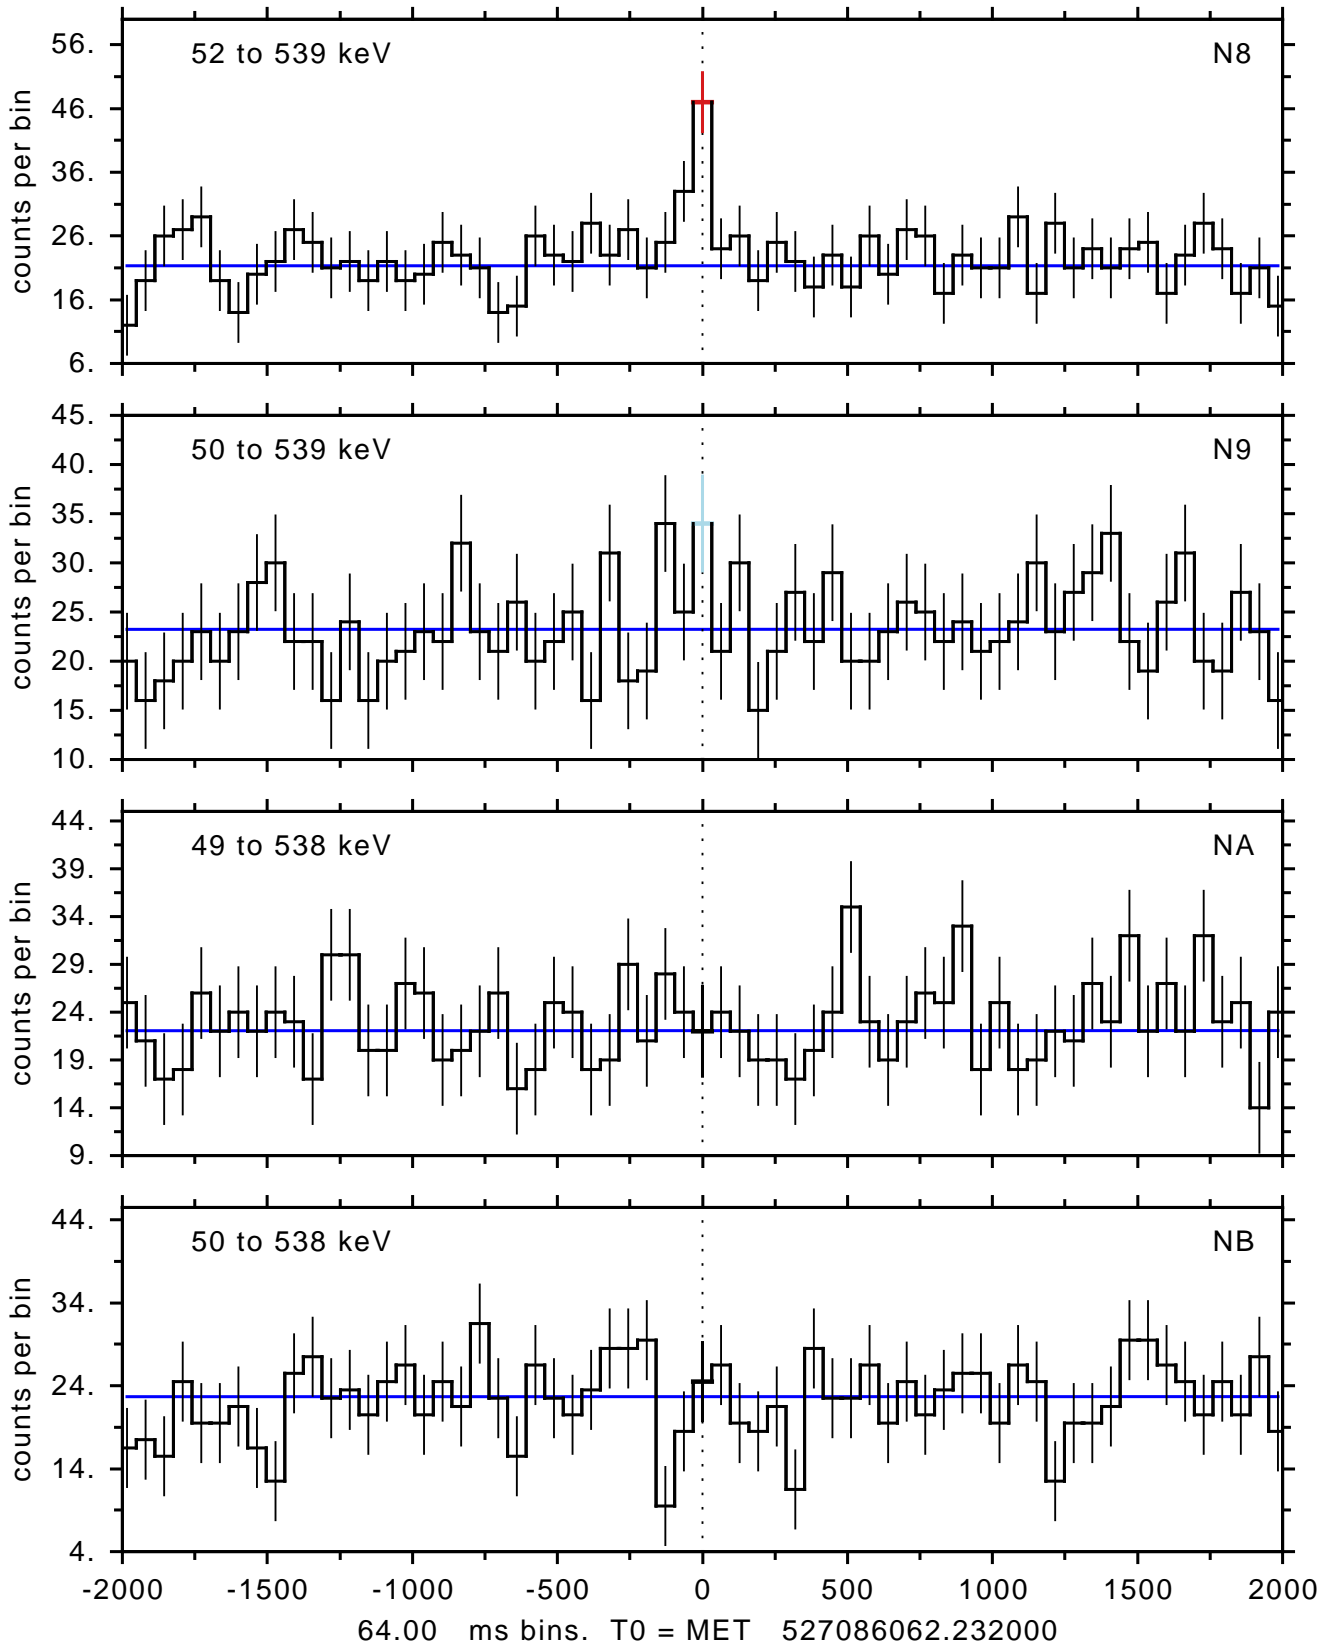 52 to 539 keV N8
56.
46.
36.
26.
16.
6.
counts per bin
50 to 539 keV N9
45.
40.
35.
30.
25.
20.
15.
10.
counts per bin
49 to 538 keV NA
44.
39.
34.
29.
24.
19.
14.
9.
counts per bin
50 to 538 keV NB
44.
34.
24.
14.
4.
counts per bin
-2000 -1500 -1000 -500 0 500 1000 1500 2000
64.00 ms bins. T0 = MET 527086062.232000